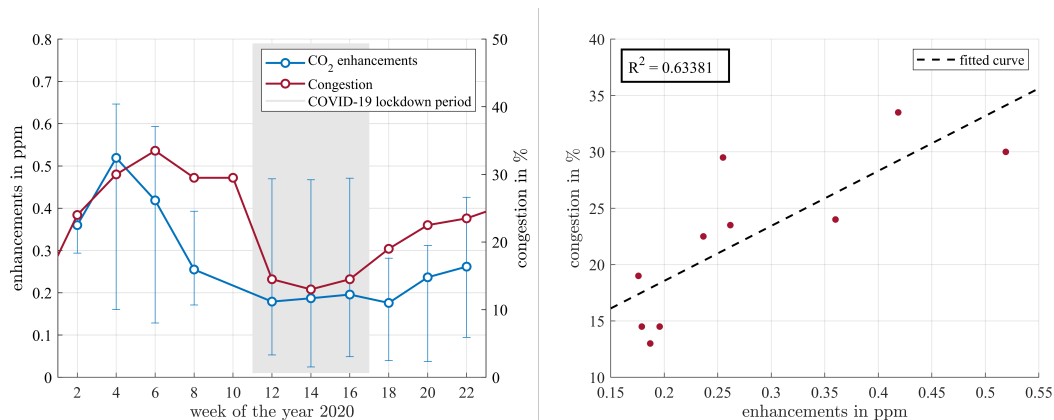 0.8
0.7
0.6
0.5
0.4
0.3
0.2
0.1
0
enhancements in ppm
50
40
30
20
10
0
congestion in %
CO2 enhancements
Congestion
COVID-19 lockdown period
2 4 6 8 10 12 14 16 18 20 22
week of the year 2020
40
35
30
25
20
15
10
congestion in %
R² = 0.63381
fitted curve
0.15 0.2 0.25 0.3 0.35 0.4 0.45 0.5 0.55
enhancements in ppm